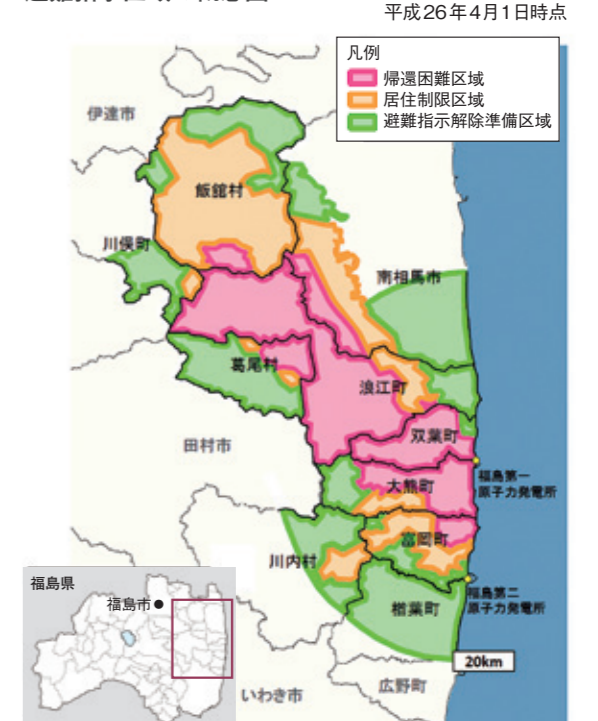 平成26年4月1日時点
凡例
帰還困難区域
居住制限区域
避難指示解除準備区域
伊達市
飯舘村
川俣町
南相馬市
葛尾村
浪江町
双葉町
田村市
大熊町
福島第一
原子力発電所
富岡町
川内村
福島第二
原子力発電所
楢葉町
福島県
福島市
20km
広野町
いわき市